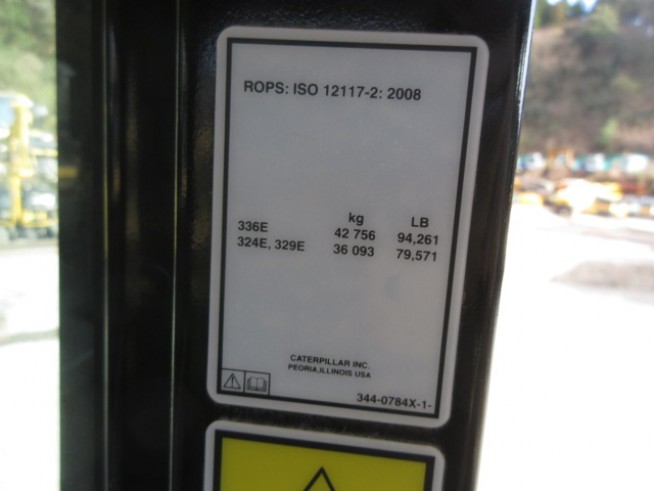 ROPS: ISO 12117-2: 2008
kg LB
336E 42 756 94,261
324E, 329E 36 093 79,571
CATERPILLAR INC.
PEORIA,ILLINOIS USA
344-0784X-1-